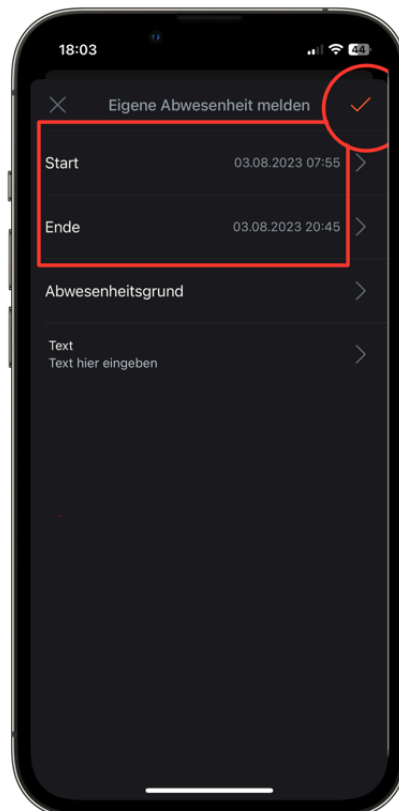 18:03
44
Eigene Abwesenheit melden
Start 03.08.2023 07:55
Ende 03.08.2023 20:45
Abwesenheitsgrund
Text
Text hier eingeben